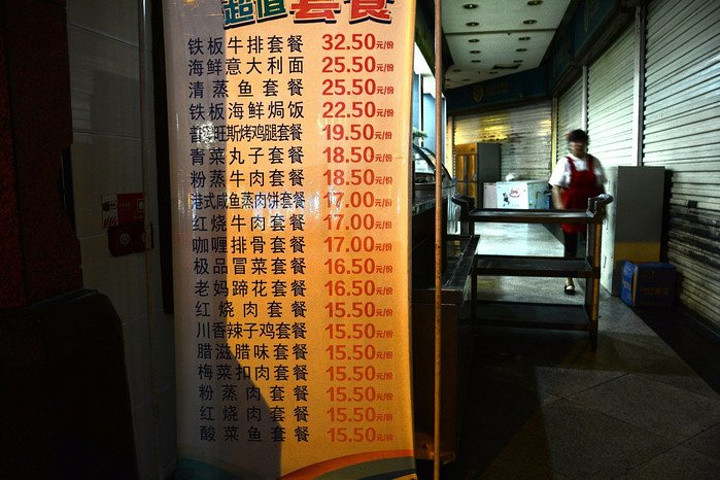 超值套餐
铁板牛排套餐 32.50元/份
海鲜意大利面 25.50元/份
清蒸鱼套餐 25.50元/份
铁板海鲜焗饭 22.50元/份
旺斯烤鸡腿套餐 19.50元/份
青菜丸子套餐 18.50元/份
粉蒸牛肉套餐 18.50元/份
港式咸鱼蒸肉饼套餐 17.00元/份
红烧牛肉套餐 17.00元/份
咖喱排骨套餐 17.00元/份
极品冒菜套餐 16.50元/份
老妈蹄花套餐 16.50元/份
红烧肉套餐 15.50元/份
川香辣子鸡套餐 15.50元/份
腊滋腊味套餐 15.50元/份
梅菜扣肉套餐 15.50元/份
粉蒸肉套餐 15.50元/份
红烧肉套餐 15.50元/份
酸菜鱼套餐 15.50元/份